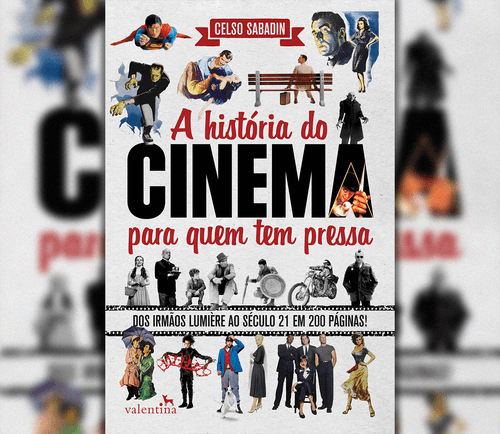 CELSO SABADIN
A história do
CINEMA
para quem tem pressa
DOS IRMÃOS LUMIÈRE AO SÉCULO 21 EM 200 PÁGINAS!
valentina